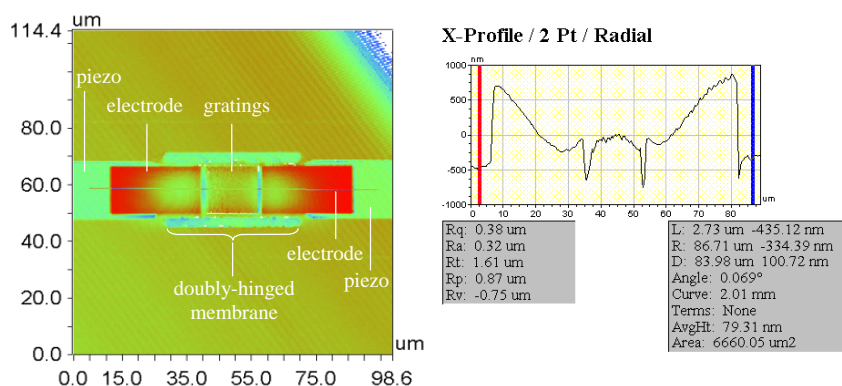 um
114.4
80.0
60.0
40.0
20.0
0.0
0.0 15.0 35.0 55.0 75.0 98.6
um
piezo
electrode
gratings
electrode
piezo
doubly-hinged
membrane
X-Profile / 2 Pt / Radial
nm
1000
500
0
-500
-1000
0 10 20 30 40 50 60 70 80
um
Rq: 0.38 um
Ra: 0.32 um
Rt: 1.61 um
Rp: 0.87 um
Rv: -0.75 um
L: 2.73 um -435.12 nm
R: 86.71 um -334.39 nm
D: 83.98 um 100.72 nm
Angle: 0.069°
Curve: 2.01 mm
Terms: None
AvgHt: 79.31 nm
Area: 6660.05 um2